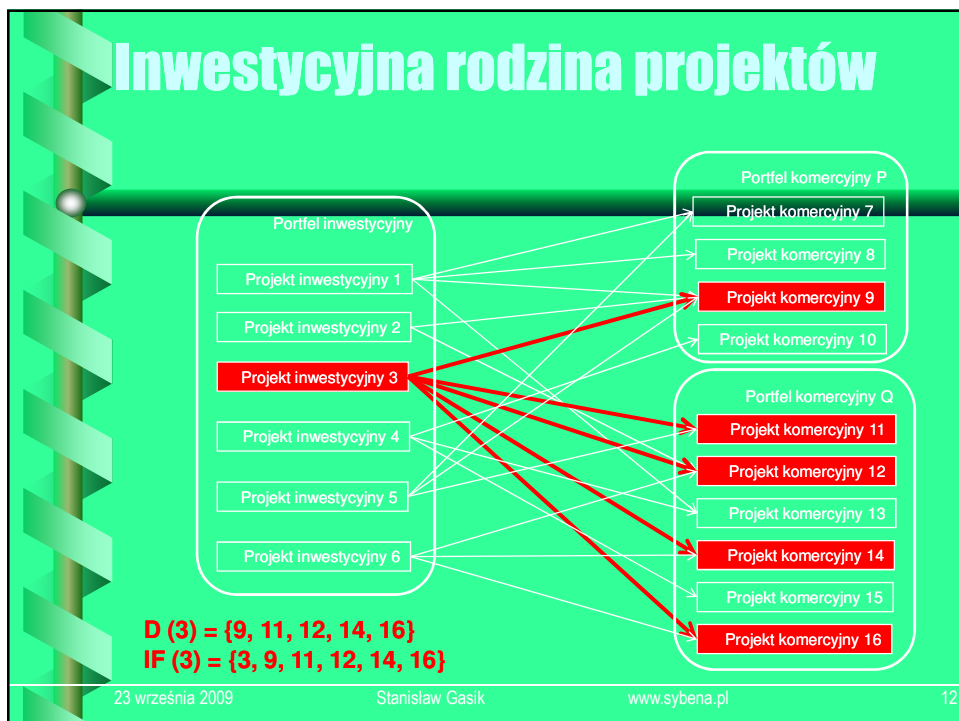 Inwestycyjna rodzina projektów
Portfel inwestycyjny
Projekt inwestycyjny 1
Projekt inwestycyjny 2
Projekt inwestycyjny 3
Projekt inwestycyjny 4
Projekt inwestycyjny 5
Projekt inwestycyjny 6
Portfel komercyjny P
Projekt komercyjny 7
Projekt komercyjny 8
Projekt komercyjny 9
Projekt komercyjny 10
Portfel komercyjny Q
Projekt komercyjny 11
Projekt komercyjny 12
Projekt komercyjny 13
Projekt komercyjny 14
Projekt komercyjny 15
Projekt komercyjny 16
D (3) = {9, 11, 12, 14, 16}
IF (3) = {3, 9, 11, 12, 14, 16}
23 września 2009 Stanisław Gasik www.sybena.pl 12